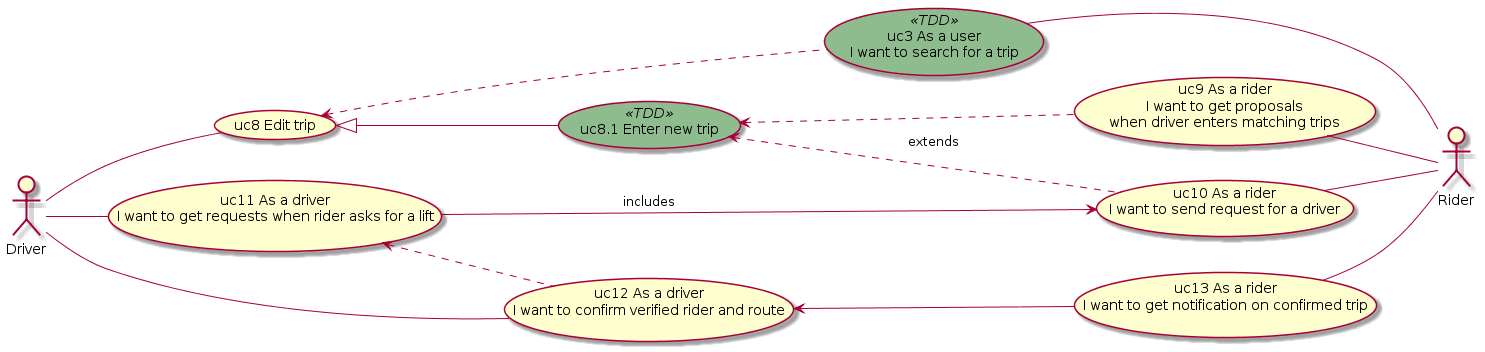 «TDD»
uc3 As a user
I want to search for a trip
uc9 As a rider
I want to get proposals
when driver enters matching trips
uc8 Edit trip
«TDD»
uc8.1 Enter new trip
extends
uc11 As a driver
I want to get requests when rider asks for a lift
includes
uc10 As a rider
I want to send request for a driver
Driver
Rider
uc12 As a driver
I want to confirm verified rider and route
uc13 As a rider
I want to get notification on confirmed trip